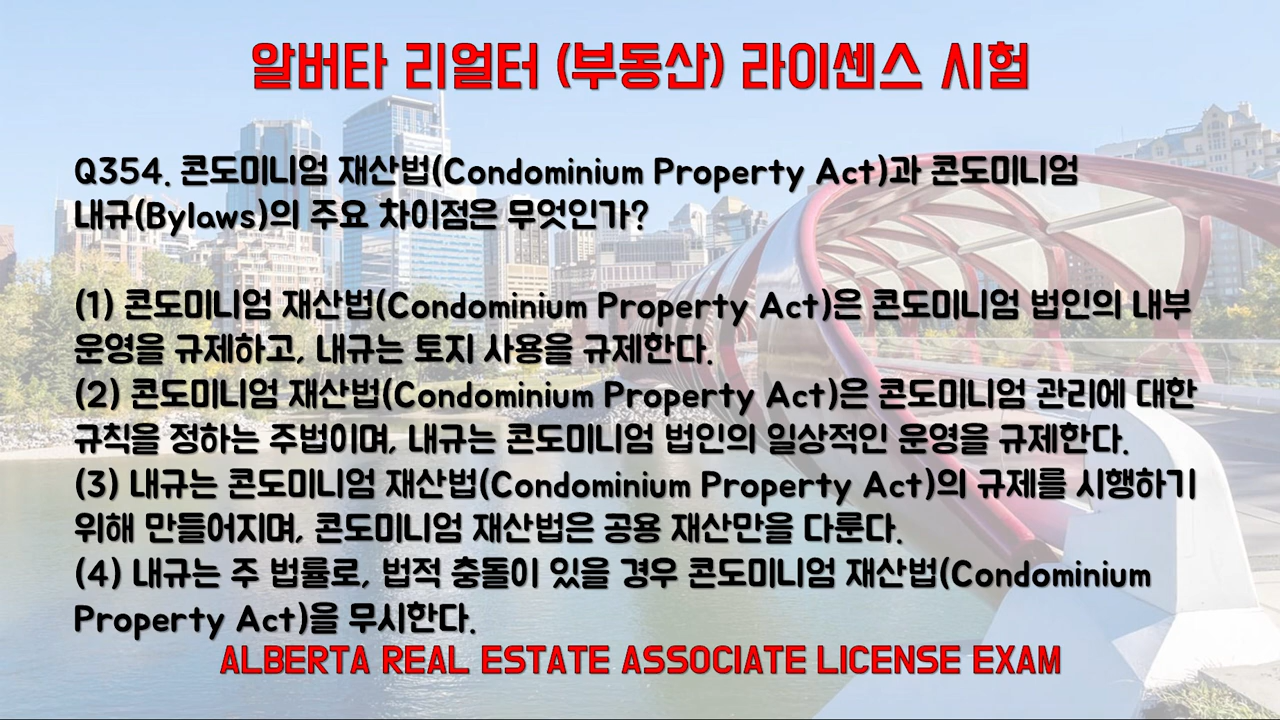 알버타 리얼터 (부동산) 라이센스 시험
Q354. 콘도미니엄 재산법(Condominium Property Act)과 콘도미니엄
내규(Bylaws)의 주요 차이점은 무엇인가?
(1) 콘도미니엄 재산법(Condominium Property Act)은 콘도미니엄 법인의 내부
운영을 규제하고, 내규는 토지 사용을 규제한다.
(2) 콘도미니엄 재산법(Condominium Property Act)은 콘도미니엄 관리에 대한
규칙을 정하는 주법이며, 내규는 콘도미니엄 법인의 일상적인 운영을 규제한다.
(3) 내규는 콘도미니엄 재산법(Condominium Property Act)의 규제를 시행하기
위해 만들어지며, 콘도미니엄 재산법은 공용 재산만을 다룬다.
(4) 내규는 주 법률로, 법적 충돌이 있을 경우 콘도미니엄 재산법(Condominium
Property Act)을 무시한다.
ALBERTA REAL ESTATE ASSOCIATE LICENSE EXAM